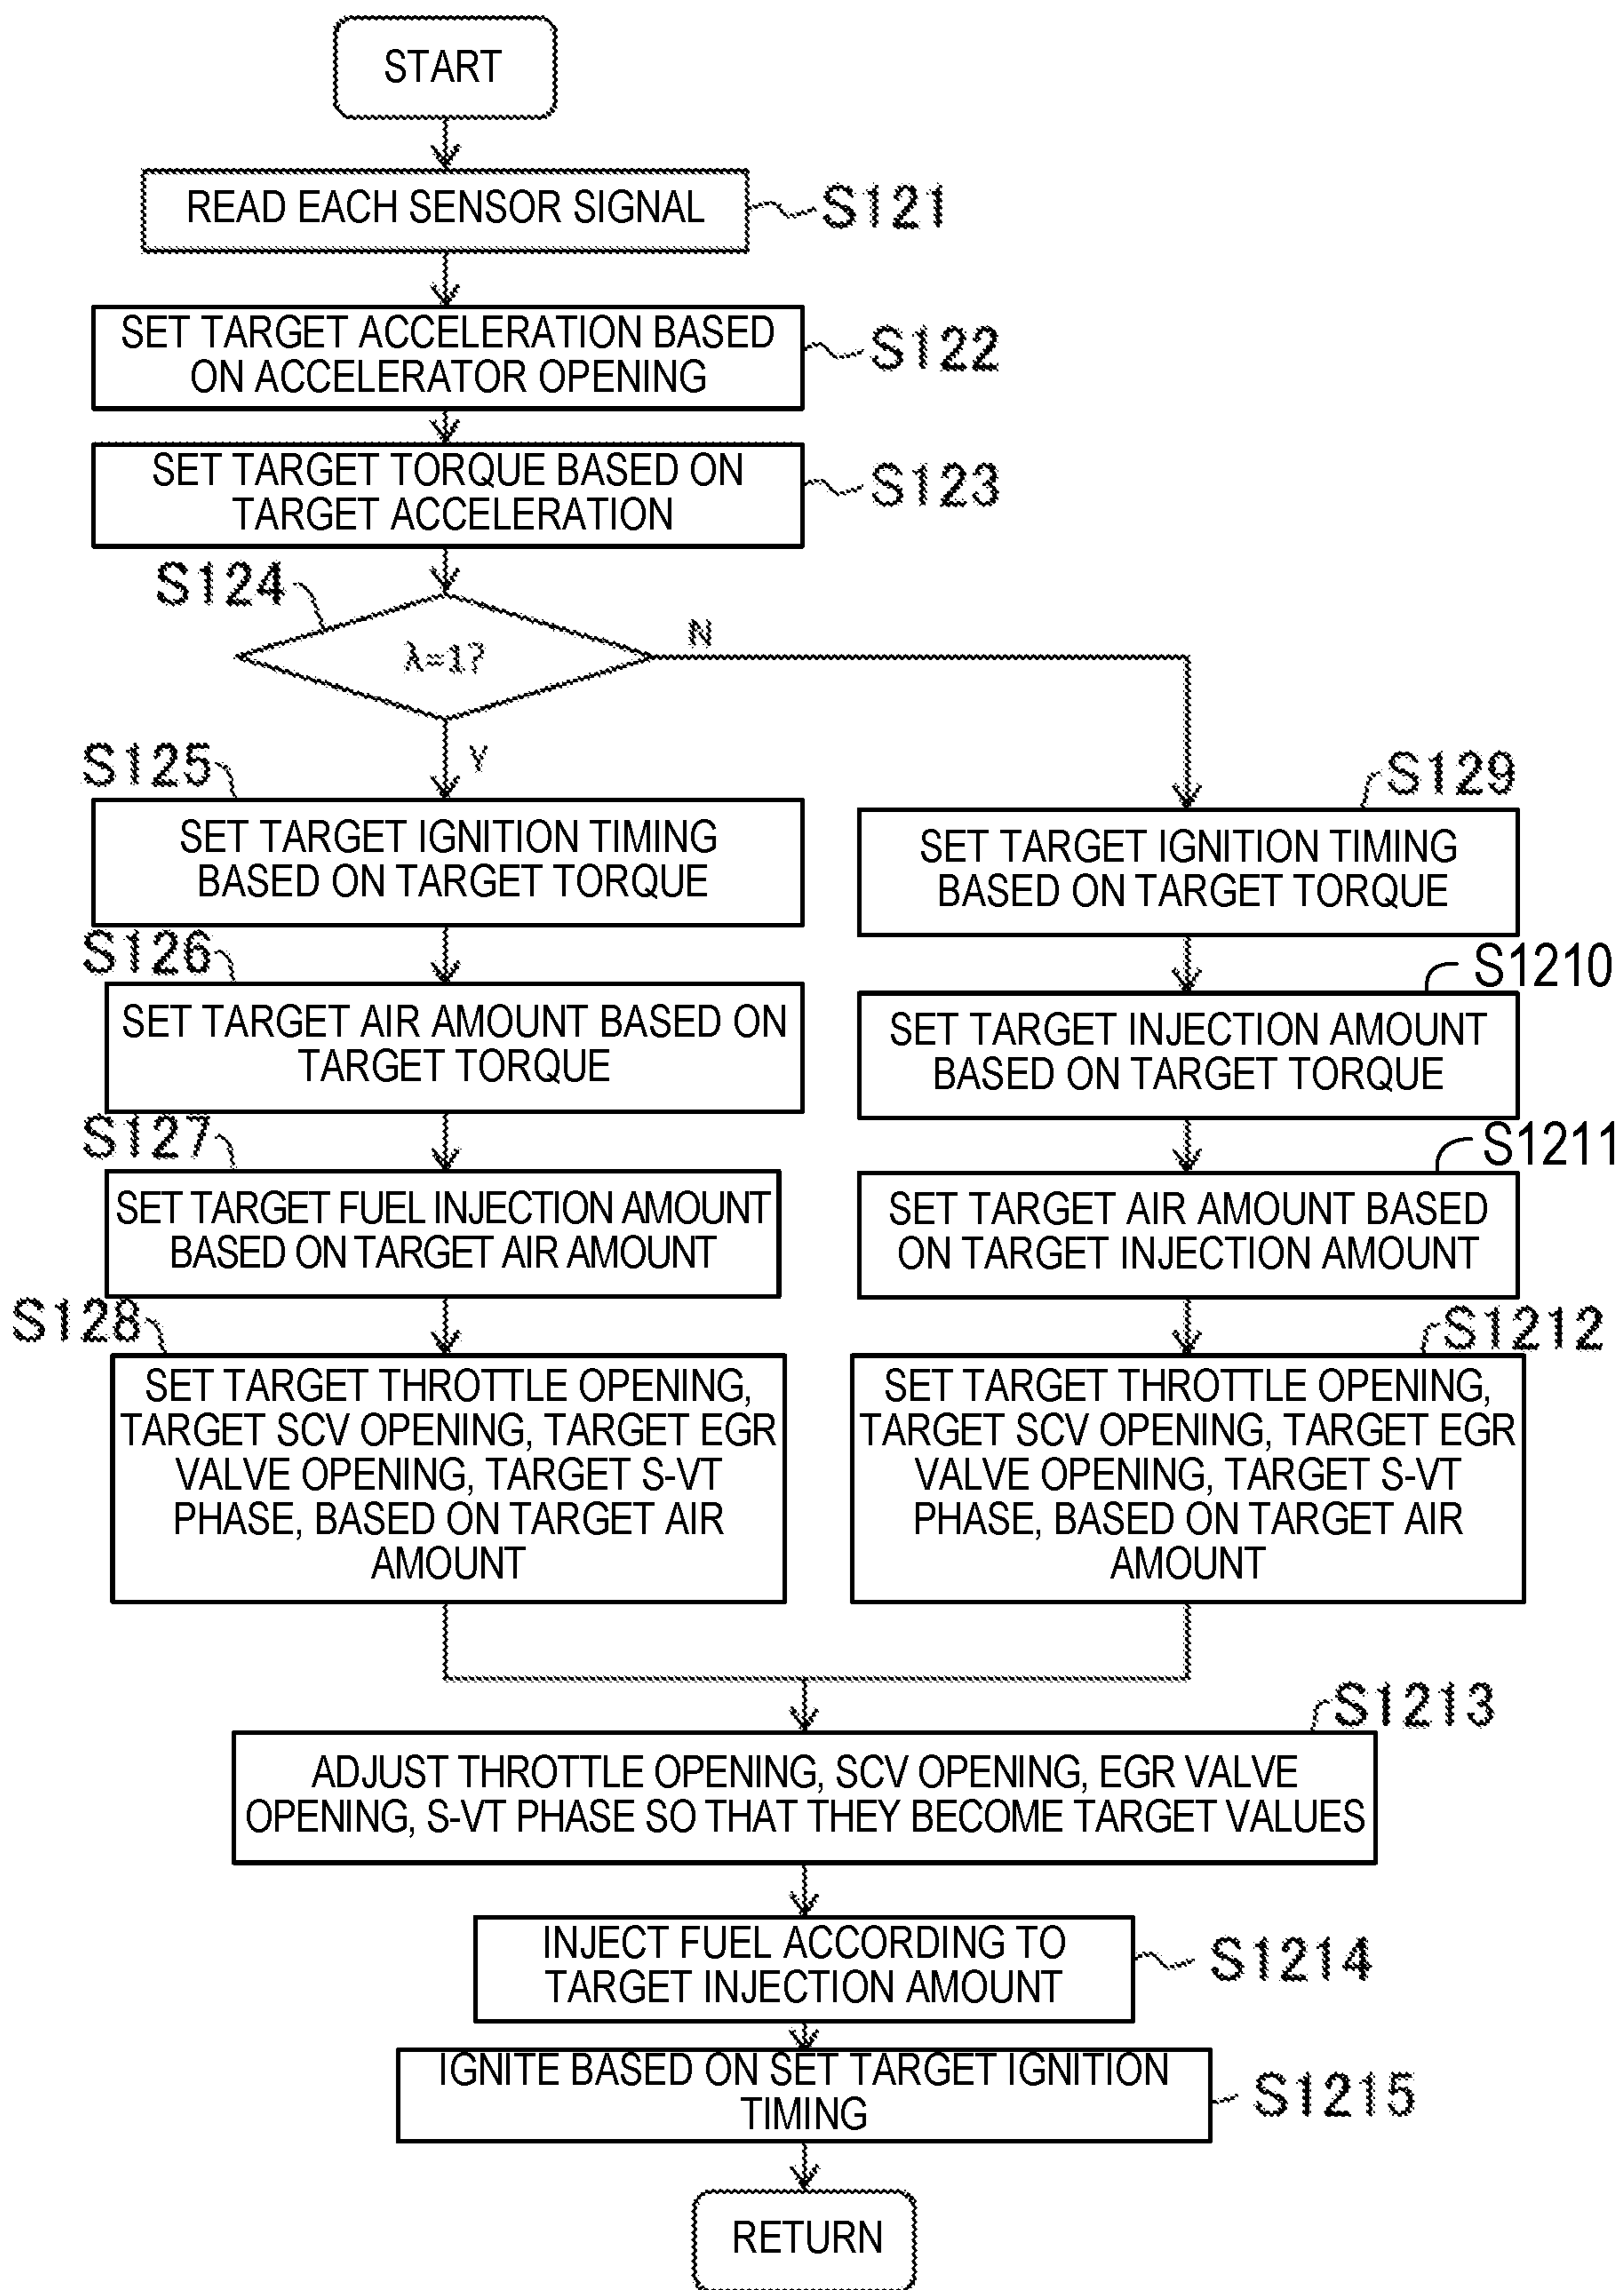 START
READ EACH SENSOR SIGNAL
S121
SET TARGET ACCELERATION BASED
ON ACCELERATOR OPENING
S122
SET TARGET TORQUE BASED ON
TARGET ACCELERATION
S123
S124
λ=1?
N
Y
S125
SET TARGET IGNITION TIMING
BASED ON TARGET TORQUE
S126
SET TARGET AIR AMOUNT BASED ON
TARGET TORQUE
S127
SET TARGET FUEL INJECTION AMOUNT
BASED ON TARGET AIR AMOUNT
S128
SET TARGET THROTTLE OPENING,
TARGET SCV OPENING, TARGET EGR
VALVE OPENING, TARGET S-VT
PHASE, BASED ON TARGET AIR
AMOUNT
S129
SET TARGET IGNITION TIMING
BASED ON TARGET TORQUE
S1210
SET TARGET INJECTION AMOUNT
BASED ON TARGET TORQUE
S1211
SET TARGET AIR AMOUNT BASED
ON TARGET INJECTION AMOUNT
S1212
SET TARGET THROTTLE OPENING,
TARGET SCV OPENING, TARGET EGR
VALVE OPENING, TARGET S-VT
PHASE, BASED ON TARGET AIR
AMOUNT
S1213
ADJUST THROTTLE OPENING, SCV OPENING, EGR VALVE
OPENING, S-VT PHASE SO THAT THEY BECOME TARGET VALUES
INJECT FUEL ACCORDING TO
TARGET INJECTION AMOUNT
S1214
IGNITE BASED ON SET TARGET IGNITION
TIMING
S1215
RETURN